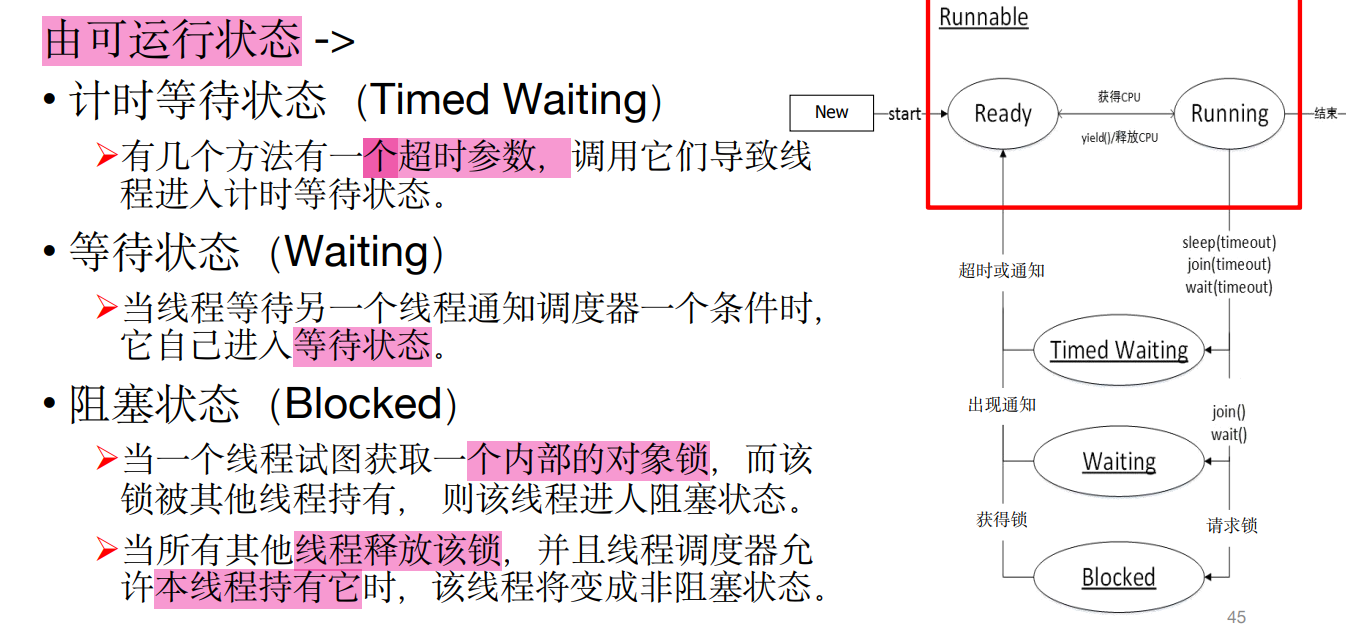 由可运行状态 ->
• 计时等待状态（Timed Waiting）
➢有几个方法有一个超时参数，调用它们导致线
程进入计时等待状态。
• 等待状态（Waiting）
➢当线程等待另一个线程通知调度器一个条件时，
它自己进入等待状态。
• 阻塞状态（Blocked）
➢当一个线程试图获取一个内部的对象锁，而该
锁被其他线程持有， 则该线程进人阻塞状态。
➢当所有其他线程释放该锁，并且线程调度器允
许本线程持有它时，该线程将变成非阻塞状态。
Runnable
New
start
Ready
获得CPU
yield()/释放CPU
Running
结束
超时或通知
sleep(timeout)
join(timeout)
wait(timeout)
Timed Waiting
出现通知
join()
wait()
Waiting
获得锁
请求锁
Blocked
45